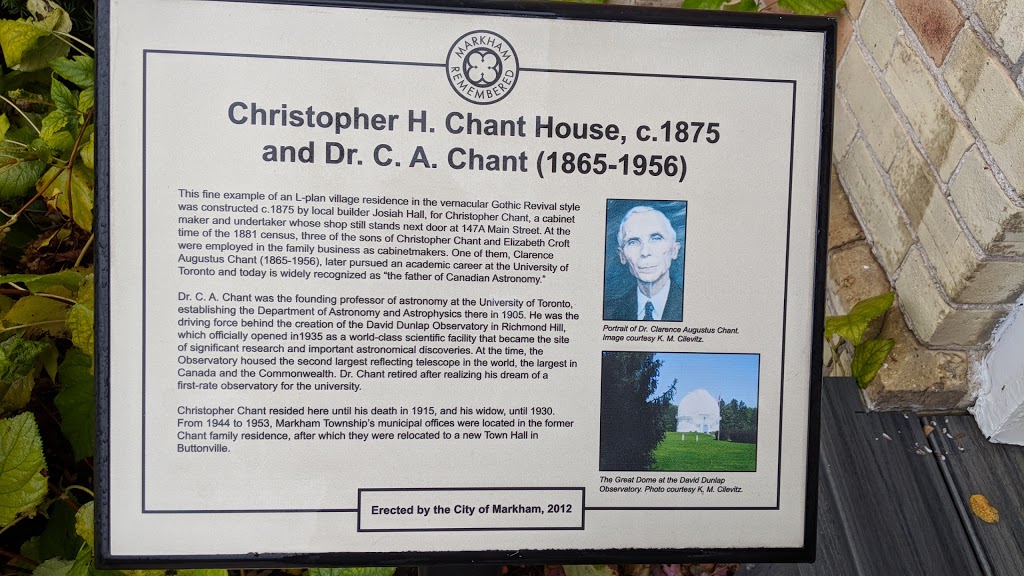 MARKHAM
REMEMBERED
Christopher H. Chant House, c.1875
and Dr. C. A. Chant (1865-1956)
This fine example of an L-plan village residence in the vernacular Gothic Revival style
was constructed c.1875 by local builder Josiah Hall, for Christopher Chant, a cabinet
maker and undertaker whose shop still stands next door at 147A Main Street. At the
time of the 1881 census, three of the sons of Christopher Chant and Elizabeth Croft
were employed in the family business as cabinetmakers. One of them, Clarence
Augustus Chant (1865-1956), later pursued an academic career at the University of
Toronto and today is widely recognized as "the father of Canadian Astronomy."
Dr. C. A. Chant was the founding professor of astronomy at the University of Toronto,
establishing the Department of Astronomy and Astrophysics there in 1905. He was the
driving force behind the creation of the David Dunlap Observatory in Richmond Hill,
which officially opened in1935 as a world-class scientific facility that became the site
of significant research and important astronomical discoveries. At the time, the
Observatory housed the second largest reflecting telescope in the world, the largest in
Canada and the Commonwealth. Dr. Chant retired after realizing his dream of a
first-rate observatory for the university.
Christopher Chant resided here until his death in 1915, and his widow, until 1930.
From 1944 to 1953, Markham Township's municipal offices were located in the former
Chant family residence, after which they were relocated to a new Town Hall in
Buttonville.
Portrait of Dr. Clarence Augustus Chant.
Image courtesy K. M. Cilevitz.
The Great Dome at the David Dunlap
Observatory. Photo courtesy K. M. Cilevitz.
Erected by the City of Markham, 2012